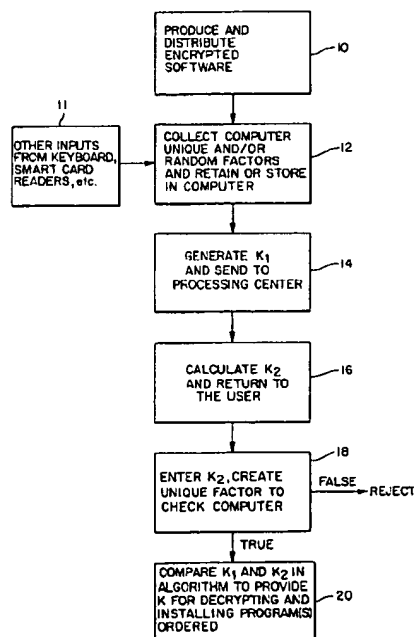 PRODUCE AND
DISTRIBUTE
ENCRYPTED
SOFTWARE
10
11
OTHER INPUTS
FROM KEYBOARD,
SMART CARD
READERS, etc.
COLLECT COMPUTER
UNIQUE AND/OR
RANDOM FACTORS
AND RETAIN OR STORE
IN COMPUTER
12
GENERATE K1
AND SEND TO
PROCESSING CENTER
14
CALCULATE K2
AND RETURN TO
THE USER
16
18
ENTER K2, CREATE
UNIQUE FACTOR TO
CHECK COMPUTER
FALSE
REJECT
TRUE
COMPARE K1 AND K2 IN
ALGORITHM TO PROVIDE
K FOR DECRYPTING AND
INSTALLING PROGRAM(S)
ORDERED
20